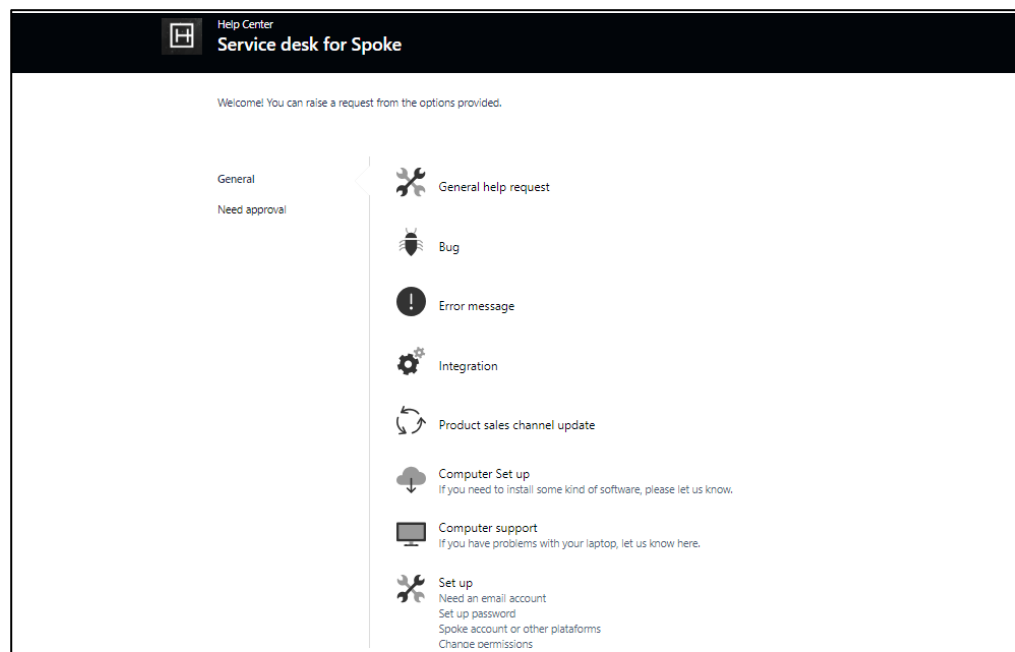 Help Center
Service desk for Spoke
Welcome! You can raise a request from the options provided.
General
Need approval
General help request
Bug
Error message
Integration
Product sales channel update
Computer Set up
If you need to install some kind of software, please let us know.
Computer support
If you have problems with your laptop, let us know here.
Set up
Need an email account
Set up password
Spoke account or other plataforms
Change permissions